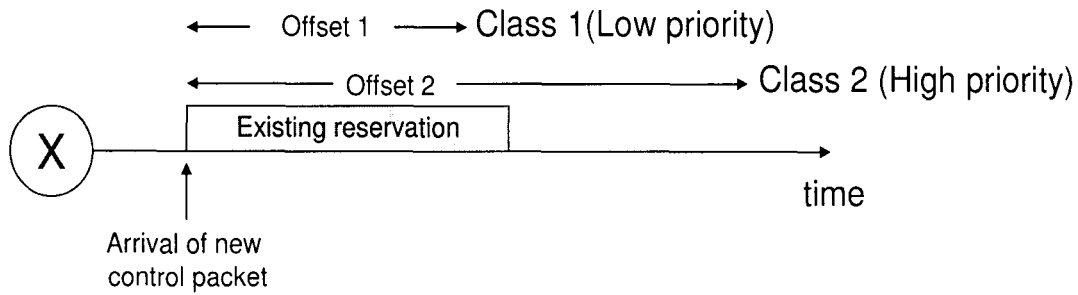 Offset 1
Class 1(Low priority)
Offset 2
Class 2 (High priority)
Existing reservation
X
time
Arrival of new
control packet